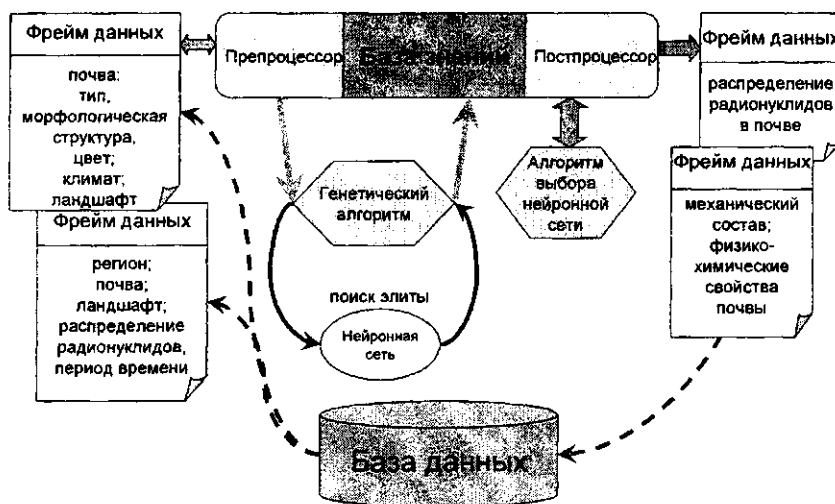 Фрейм данных
почва;
тип,
морфологическая
структура,
цвет;
климат;
ландшафт
Фрейм данных
регион;
почва;
ландшафт;
распределение
радионуклидов,
период времени
Препроцессор
База знаний
Постпроцессор
Генетический
алгоритм
Алгоритм
выбора
нейронной
сети
поиск элиты
Нейронная
сеть
База данных
Фрейм данных
распределение
радионуклидов
в почве
Фрейм данных
механический
состав;
физико-
химические
свойства
почвы